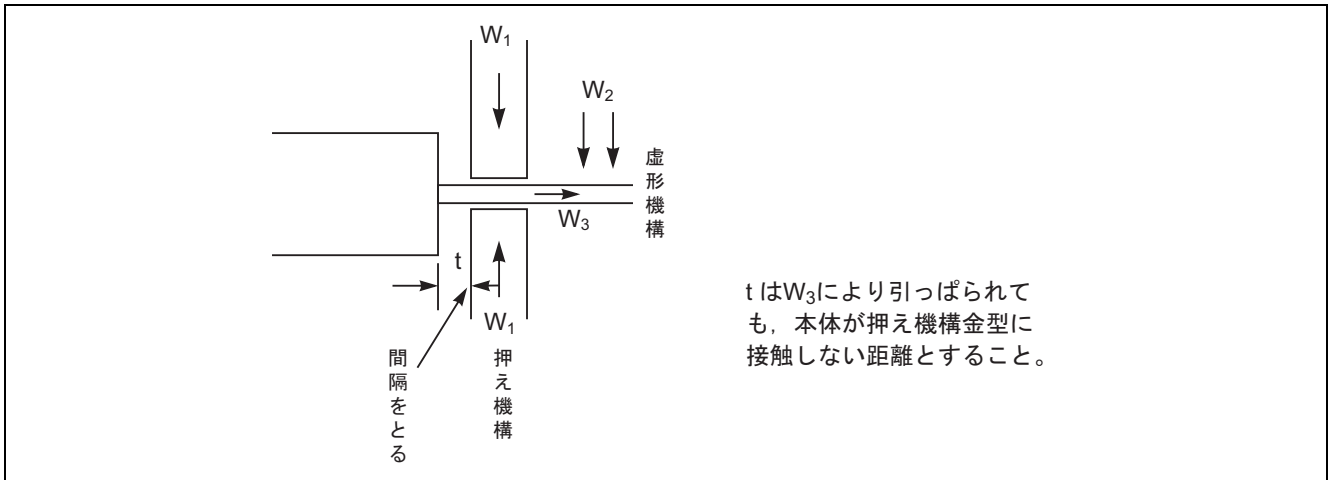 W₁
W₂
虚形機構
W₃
t
W₁
間隔をとる
押え機構
t はW₃により引っぱられて
も，本体が押え機構金型に
接触しない距離とすること。